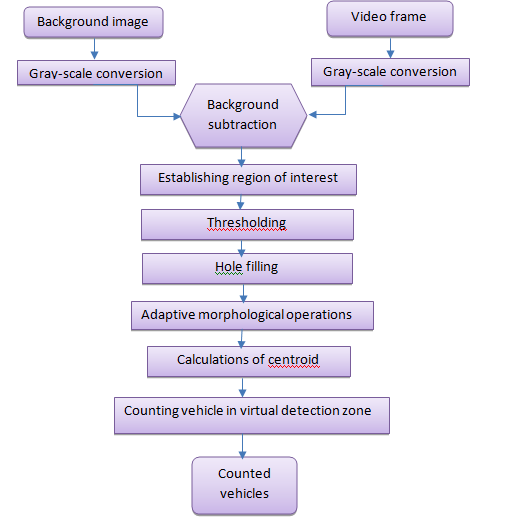 Background image
Video frame
Gray-scale conversion
Gray-scale conversion
Background
subtraction
Establishing region of interest
Thresholding
Hole filling
Adaptive morphological operations
Calculations of centroid
Counting vehicle in virtual detection zone
Counted
vehicles